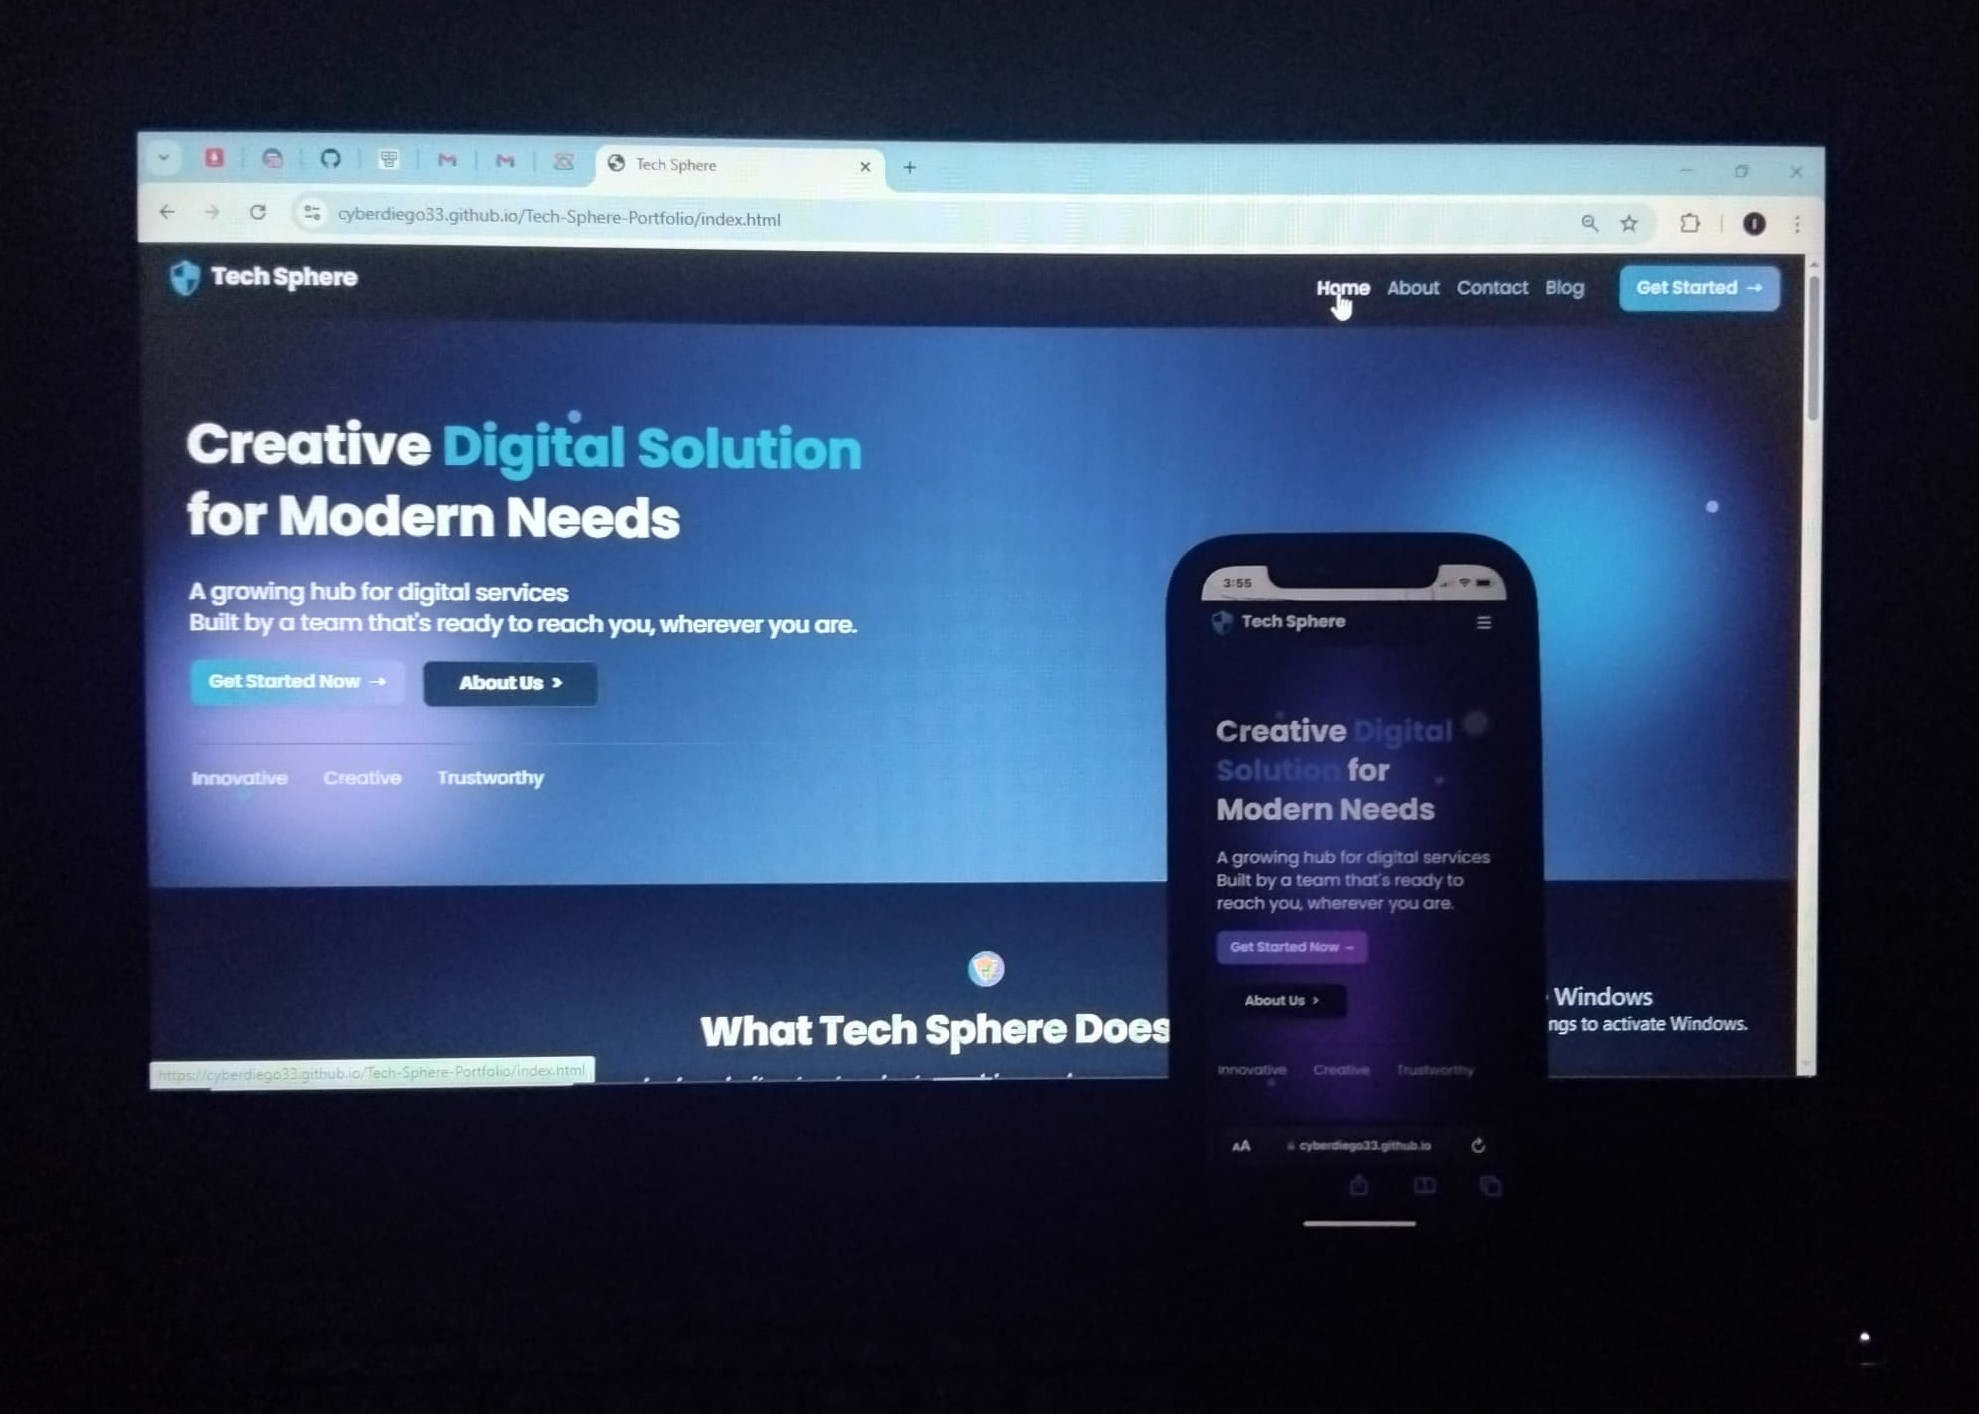 Tech Sphere
cyberdiego33.github.io/Tech-Sphere-Portfolio/index.html
Tech Sphere
Home About Contact Blog Get Started →
Creative Digital Solution
for Modern Needs
A growing hub for digital services
Built by a team that's ready to reach you, wherever you are.
Get Started Now →
About Us >
Innovative Creative Trustworthy
What Tech Sphere Does
https://cyberdiego33.github.io/Tech-Sphere-Portfolio/index.html
Windows
ngs to activate Windows.
3:55
Tech Sphere
Creative Digital
Solution for
Modern Needs
A growing hub for digital services
Built by a team that's ready to
reach you, wherever you are.
Get Started Now →
About Us >
Innovative Creative Trustworthy
AA cyberdiego33.github.io